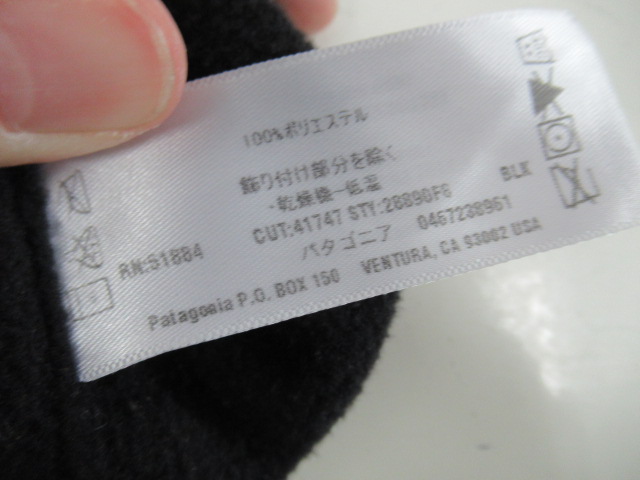 100%ポリエステル
飾り付け部分を除く
・乾燥機ー低温
BLK
CUT:41747 STY:28890F6
RN:51884 パタゴニア 0467238961
Patagonia P.O. BOX 150 VENTURA, CA 93002 USA